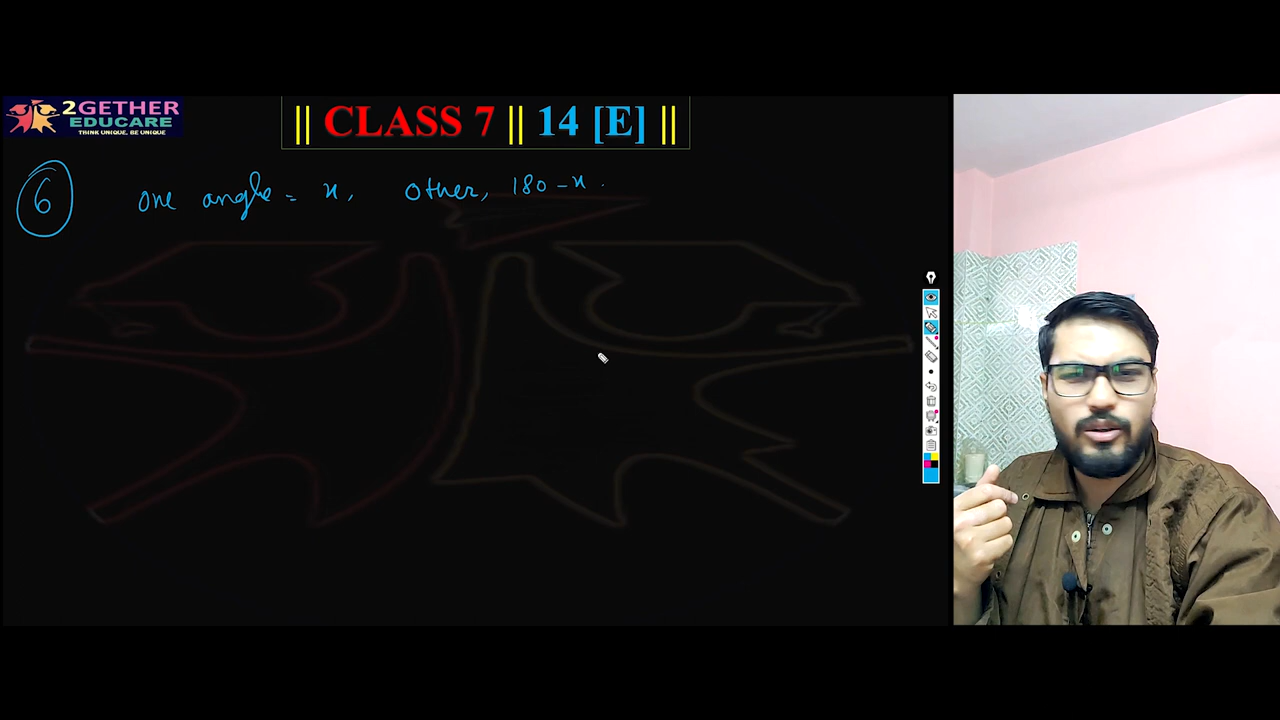 2GETHER
EDUCARE
THINK UNIQUE, BE UNIQUE
|| CLASS 7 || 14 [E] ||
6 one angle = x, other, 180 - x.